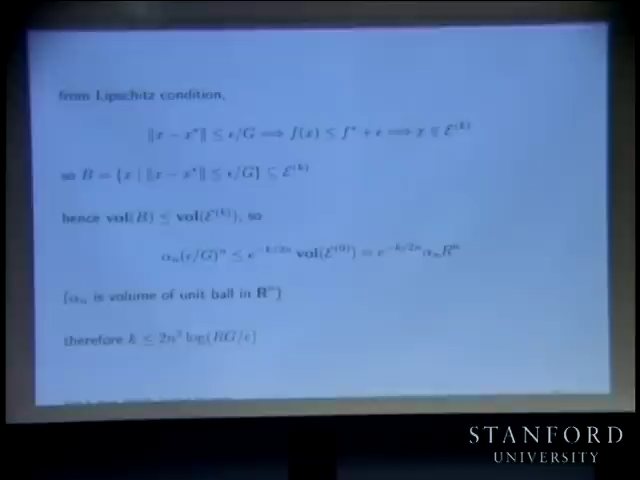 from Lipschitz condition,
‖x − x*‖ ≤ ϵ/G ⟹ f(x) ≤ f* + ϵ ⟹ x ∈ ℰ^(k)
so B = {x | ‖x − x*‖ ≤ ϵ/G} ⊆ ℰ^(k)
hence vol(B) ≤ vol(ℰ^(k)), so
α_n(ϵ/G)^n ≤ e^{−k/2n} vol(ℰ^(0)) = e^{−k/2n} α_n R^n
(α_n is volume of unit ball in R^n)
therefore k ≤ 2n² log(RG/ϵ)
STANFORD
UNIVERSITY